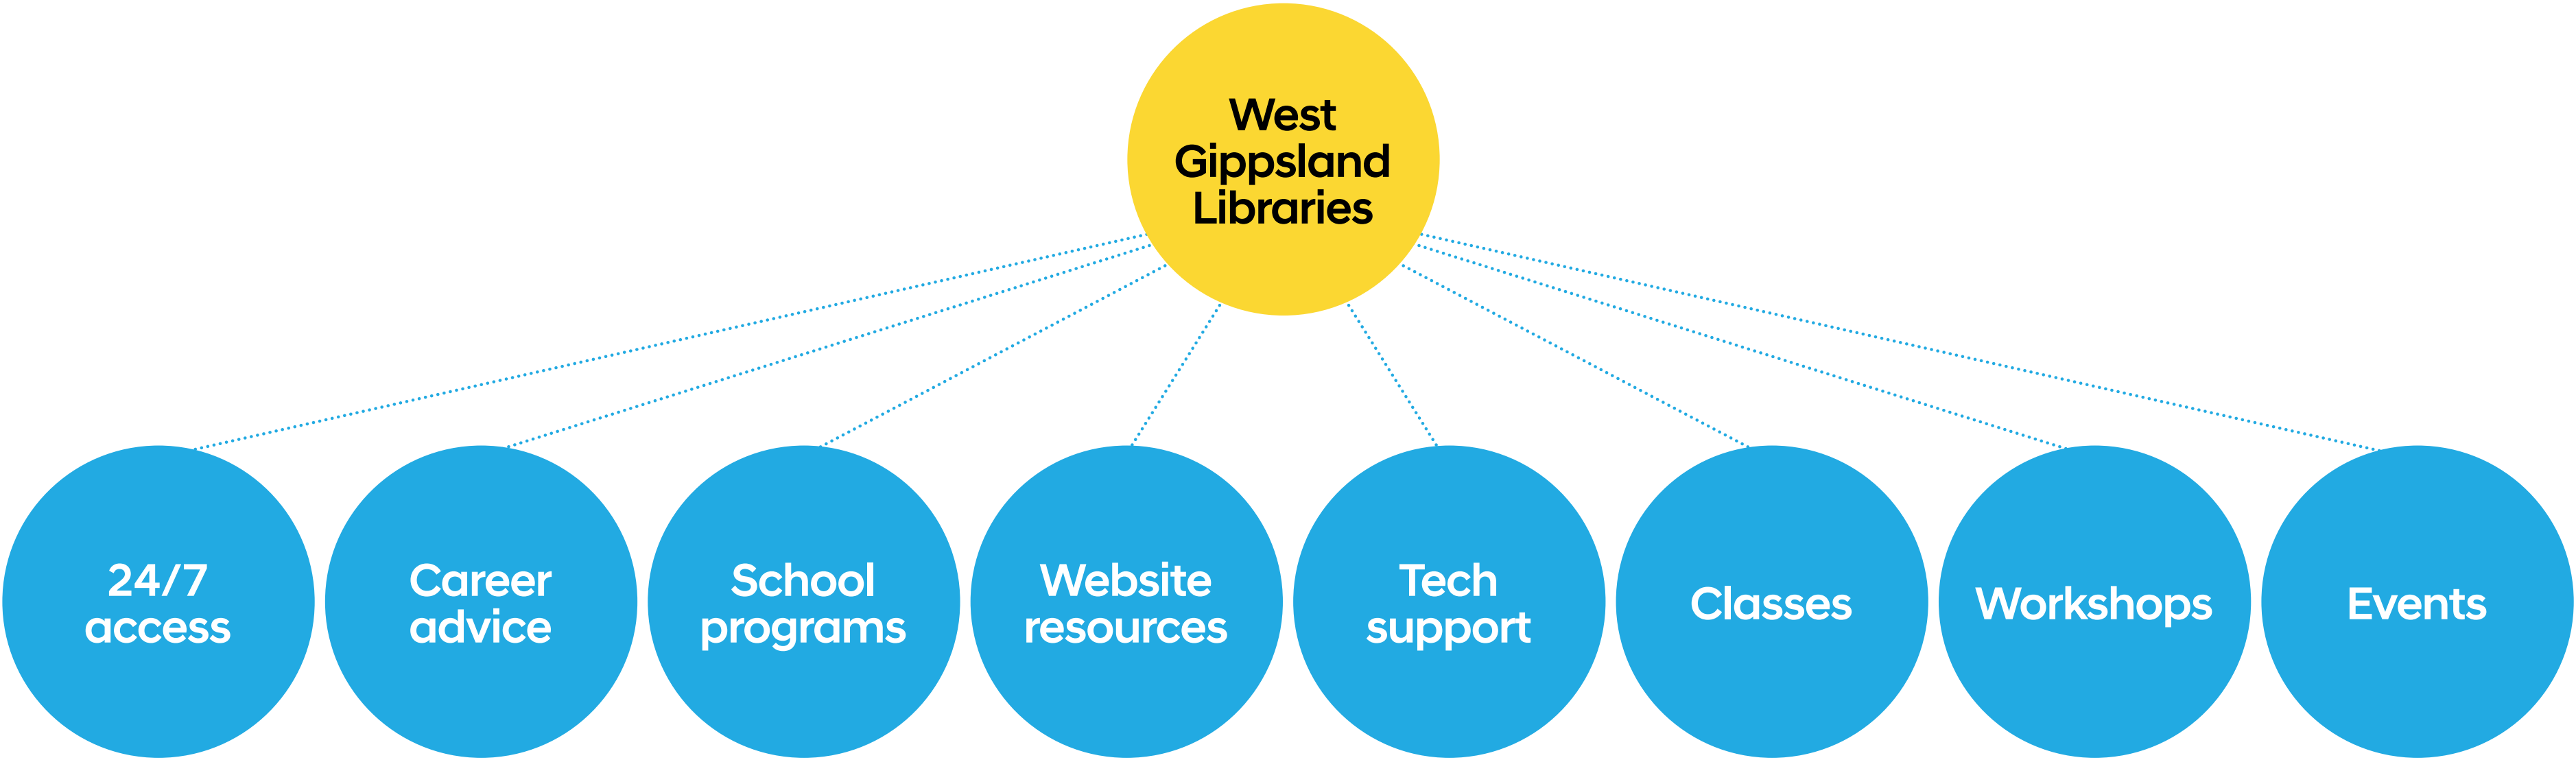 West
Gippsland
Libraries
24/7
access
Career
advice
School
programs
Website
resources
Tech
support
Classes
Workshops
Events